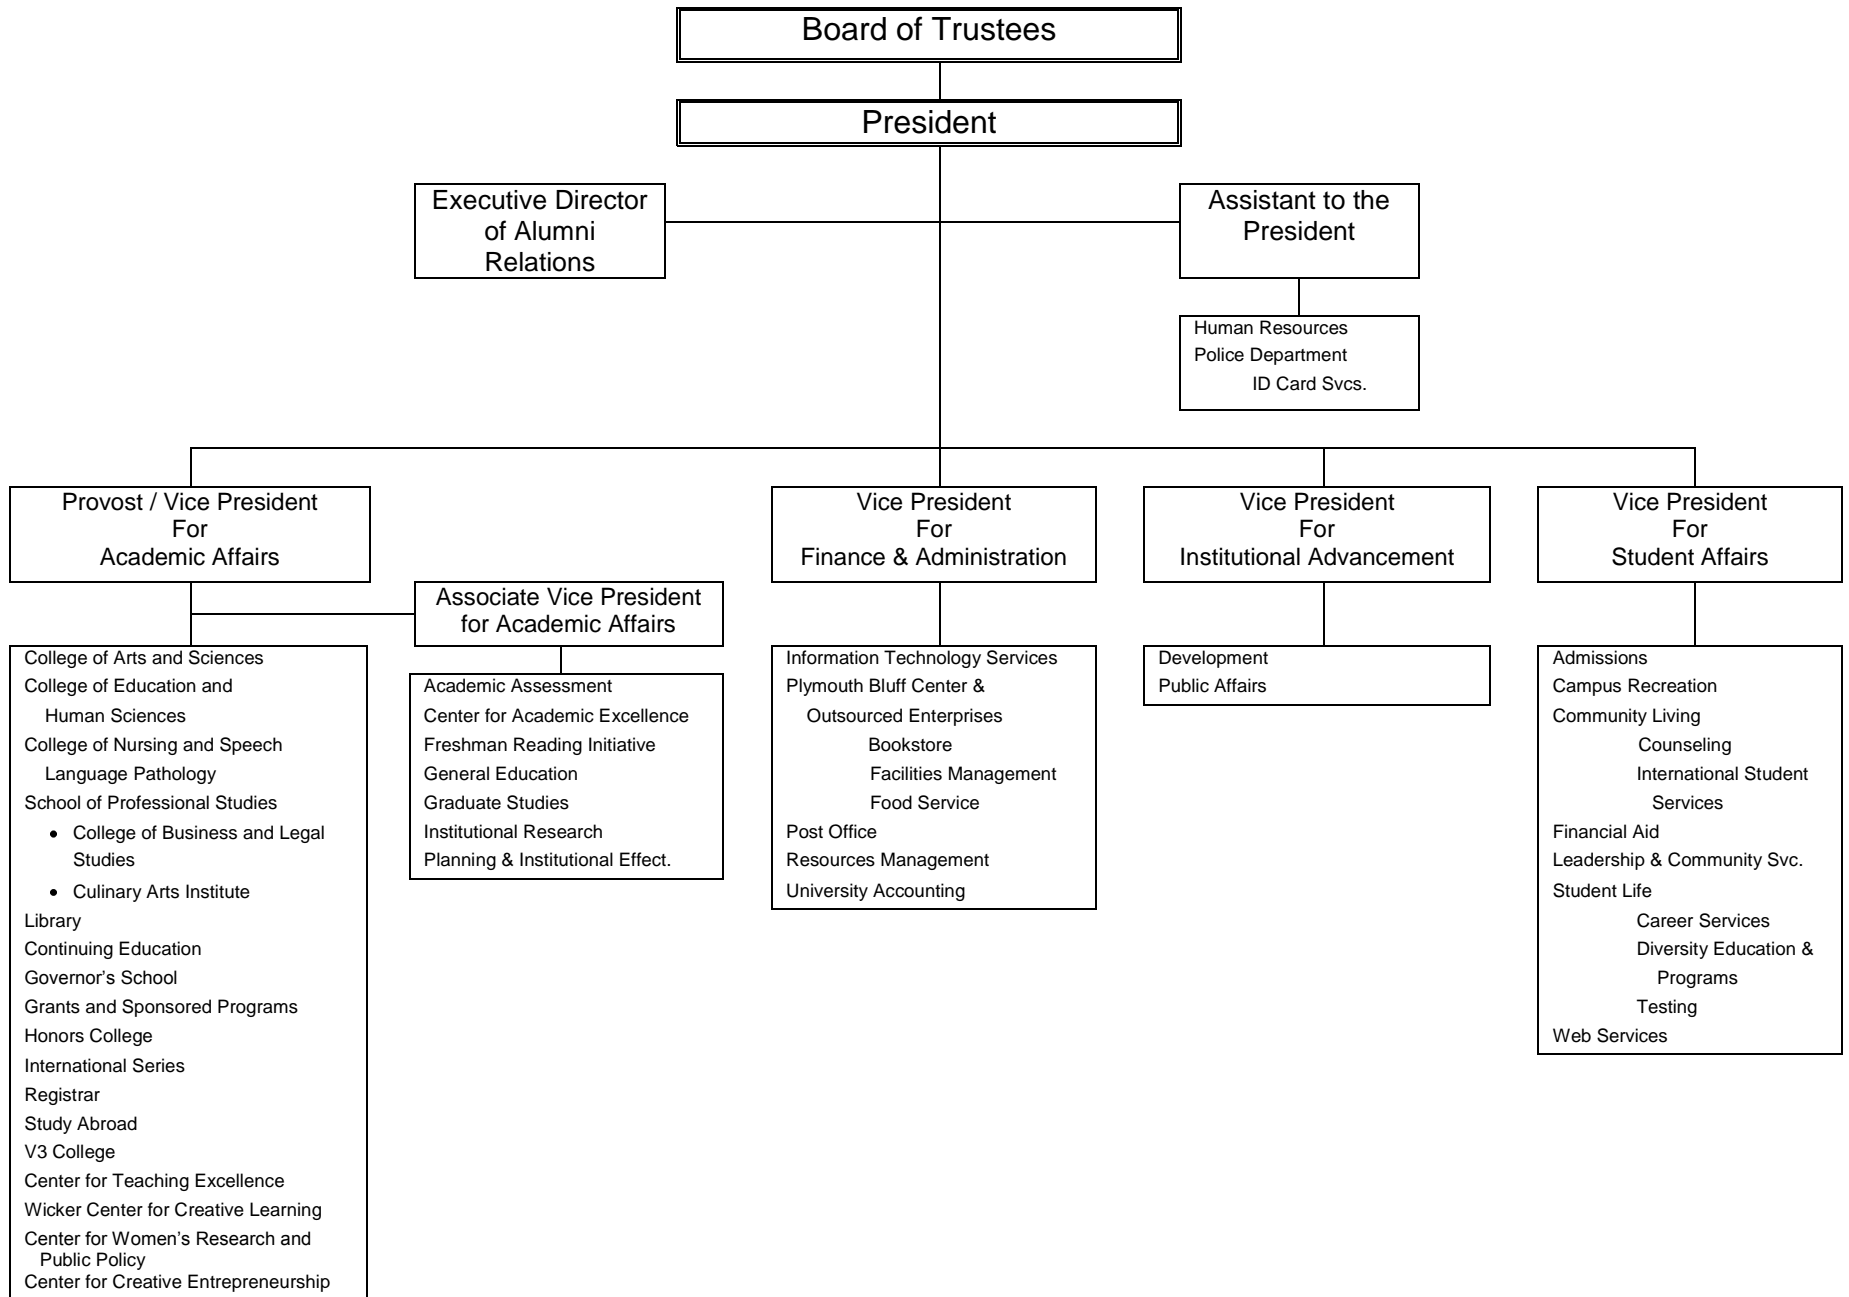 Board of Trustees
President
Executive Director
of Alumni
Relations
Assistant to the
President
Human Resources
Police Department
ID Card Svcs.
Provost / Vice President
For
Academic Affairs
Vice President
For
Finance & Administration
Vice President
For
Institutional Advancement
Vice President
For
Student Affairs
Associate Vice President
for Academic Affairs
College of Arts and Sciences
College of Education and
Human Sciences
College of Nursing and Speech
Language Pathology
School of Professional Studies
• College of Business and Legal
Studies
• Culinary Arts Institute
Library
Continuing Education
Governor’s School
Grants and Sponsored Programs
Honors College
International Series
Registrar
Study Abroad
V3 College
Center for Teaching Excellence
Wicker Center for Creative Learning
Center for Women’s Research and
Public Policy
Center for Creative Entrepreneurship
Academic Assessment
Center for Academic Excellence
Freshman Reading Initiative
General Education
Graduate Studies
Institutional Research
Planning & Institutional Effect.
Information Technology Services
Plymouth Bluff Center &
Outsourced Enterprises
Bookstore
Facilities Management
Food Service
Post Office
Resources Management
University Accounting
Development
Public Affairs
Admissions
Campus Recreation
Community Living
Counseling
International Student
Services
Financial Aid
Leadership & Community Svc.
Student Life
Career Services
Diversity Education &
Programs
Testing
Web Services